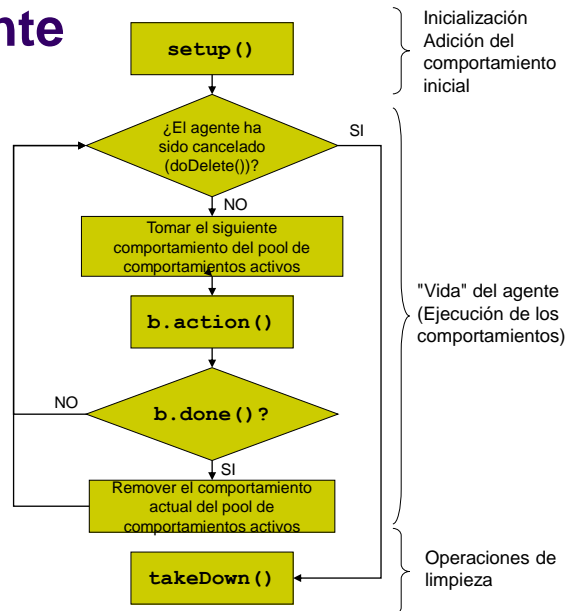 nte
setup()
Inicialización
Adición del
comportamiento
inicial
¿El agente ha
sido cancelado
(doDelete())?
SI
NO
Tomar el siguiente
comportamiento del pool de
comportamientos activos
b.action()
"Vida" del agente
(Ejecución de los
comportamientos)
NO
b.done()?
SI
Remover el comportamiento
actual del pool de
comportamientos activos
takeDown()
Operaciones de
limpieza